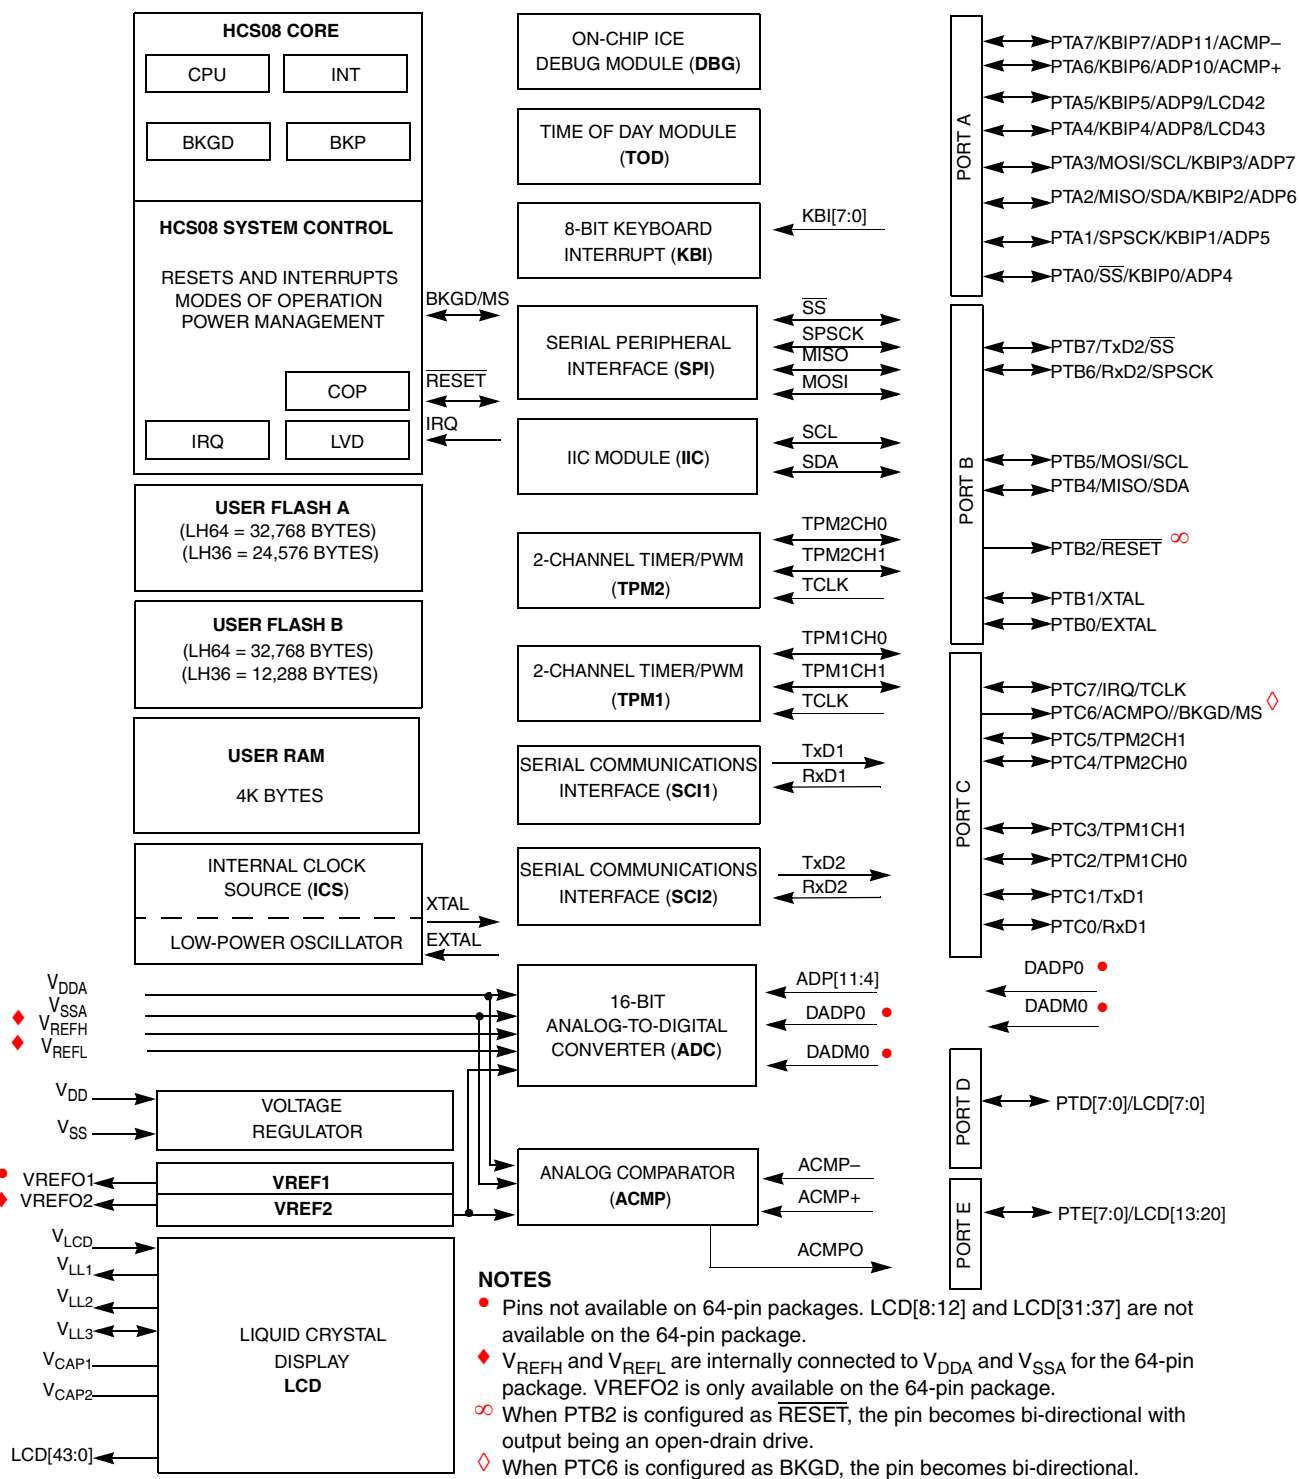 HCS08 CORE
CPU
INT
BKGD
BKP
HCS08 SYSTEM CONTROL
RESETS AND INTERRUPTS
MODES OF OPERATION
POWER MANAGEMENT
COP
IRQ
LVD
BKGD/MS
RESET
IRQ
USER FLASH A
(LH64 = 32,768 BYTES)
(LH36 = 24,576 BYTES)
USER FLASH B
(LH64 = 32,768 BYTES)
(LH36 = 12,288 BYTES)
USER RAM
4K BYTES
INTERNAL CLOCK
SOURCE (ICS)
LOW-POWER OSCILLATOR
XTAL
EXTAL
VDDA
VSSA
♦ VREFH
♦ VREFL
VDD
VSS
VOLTAGE
REGULATOR
• VREFO1
♦ VREFO2
VREF1
VREF2
VLCD
VLL1
VLL2
VLL3
VCAP1
VCAP2
LCD[43:0]
LIQUID CRYSTAL
DISPLAY
LCD
ON-CHIP ICE
DEBUG MODULE (DBG)
TIME OF DAY MODULE
(TOD)
8-BIT KEYBOARD
INTERRUPT (KBI)
KBI[7:0]
SERIAL PERIPHERAL
INTERFACE (SPI)
SS
SPSCK
MISO
MOSI
IIC MODULE (IIC)
SCL
SDA
2-CHANNEL TIMER/PWM
(TPM2)
TPM2CH0
TPM2CH1
TCLK
2-CHANNEL TIMER/PWM
(TPM1)
TPM1CH0
TPM1CH1
TCLK
SERIAL COMMUNICATIONS
INTERFACE (SCI1)
TxD1
RxD1
SERIAL COMMUNICATIONS
INTERFACE (SCI2)
TxD2
RxD2
16-BIT
ANALOG-TO-DIGITAL
CONVERTER (ADC)
ADP[11:4]
DADP0 •
DADM0 •
ANALOG COMPARATOR
(ACMP)
ACMP–
ACMP+
ACMPO
PORT A
PTA7/KBIP7/ADP11/ACMP–
PTA6/KBIP6/ADP10/ACMP+
PTA5/KBIP5/ADP9/LCD42
PTA4/KBIP4/ADP8/LCD43
PTA3/MOSI/SCL/KBIP3/ADP7
PTA2/MISO/SDA/KBIP2/ADP6
PTA1/SPSCK/KBIP1/ADP5
PTA0/SS/KBIP0/ADP4
PORT B
PTB7/TxD2/SS
PTB6/RxD2/SPSCK
PTB5/MOSI/SCL
PTB4/MISO/SDA
PTB2/RESET ∞
PTB1/XTAL
PTB0/EXTAL
PORT C
PTC7/IRQ/TCLK
PTC6/ACMPO//BKGD/MS ◊
PTC5/TPM2CH1
PTC4/TPM2CH0
PTC3/TPM1CH1
PTC2/TPM1CH0
PTC1/TxD1
PTC0/RxD1
DADP0 •
DADM0 •
PORT D
PTD[7:0]/LCD[7:0]
PORT E
PTE[7:0]/LCD[13:20]
NOTES
• Pins not available on 64-pin packages. LCD[8:12] and LCD[31:37] are not
available on the 64-pin package.
♦ VREFH and VREFL are internally connected to VDDA and VSSA for the 64-pin
package. VREFO2 is only available on the 64-pin package.
∞ When PTB2 is configured as RESET, the pin becomes bi-directional with
output being an open-drain drive.
◊ When PTC6 is configured as BKGD, the pin becomes bi-directional.